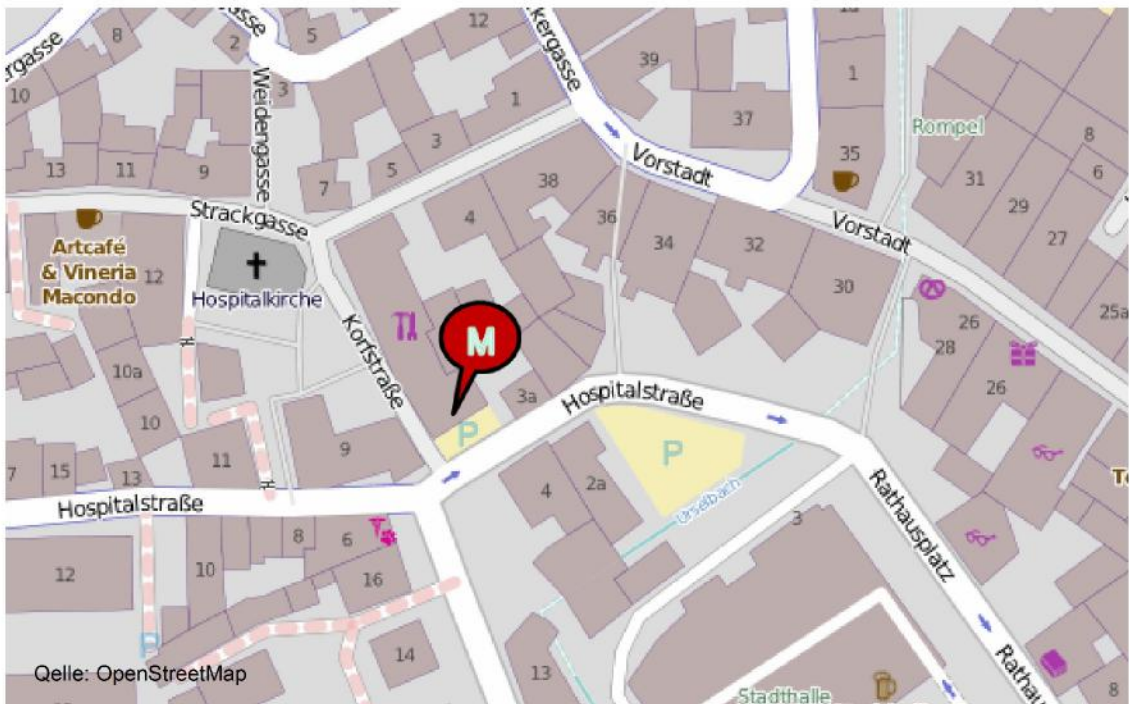 12
5
8
2
39
1
10
3
1
37
Weidengasse
3
Rompel
8
Vorstadt
13
11
9
5
7
35
31
6
38
29
Strackgasse
4
36
Vorstadt
34
32
27
Artcafé
& Vineria
Macondo
12
Hospitalkirche
30
26
25a
28
M
Korfstraße
10a
3a
26
Hospitalstraße
10
P
P
9
11
7
15
13
4
2a
Urselbach
Hospitalstraße
3
Rathausplatz
8
6
12
10
16
P
14
13
Qelle: OpenStreetMap
Stadthalle
8